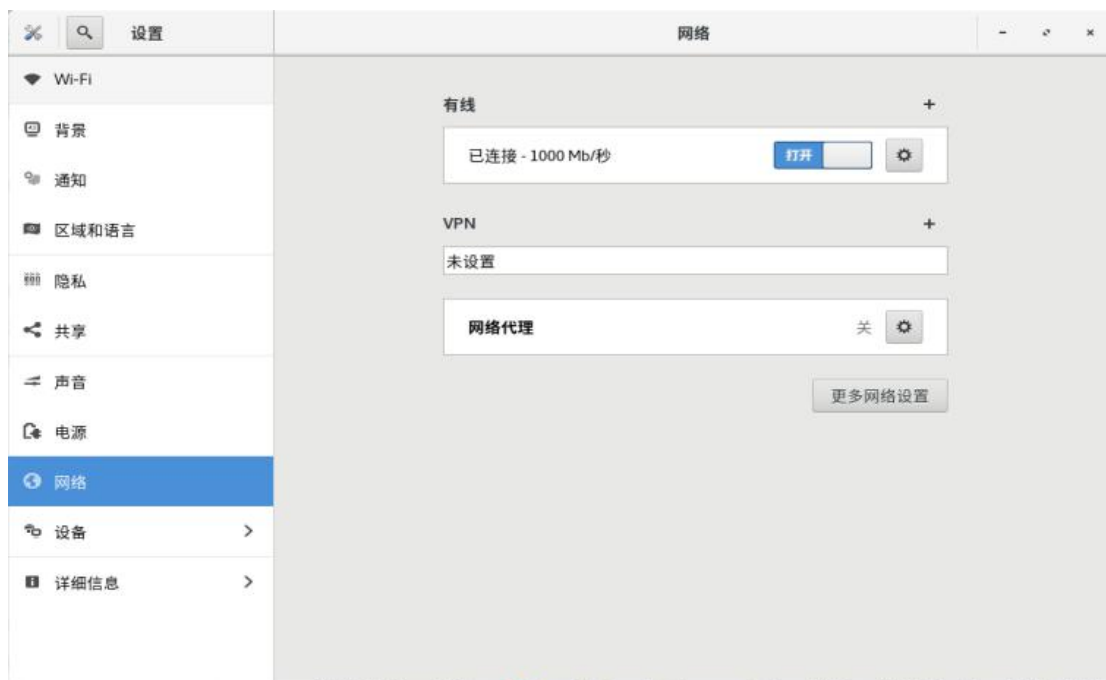 设置
网络
Wi-Fi
背景
通知
区域和语言
隐私
共享
声音
电源
网络
设备
详细信息
有线
已连接 - 1000 Mb/秒
打开
VPN
未设置
网络代理
关
更多网络设置